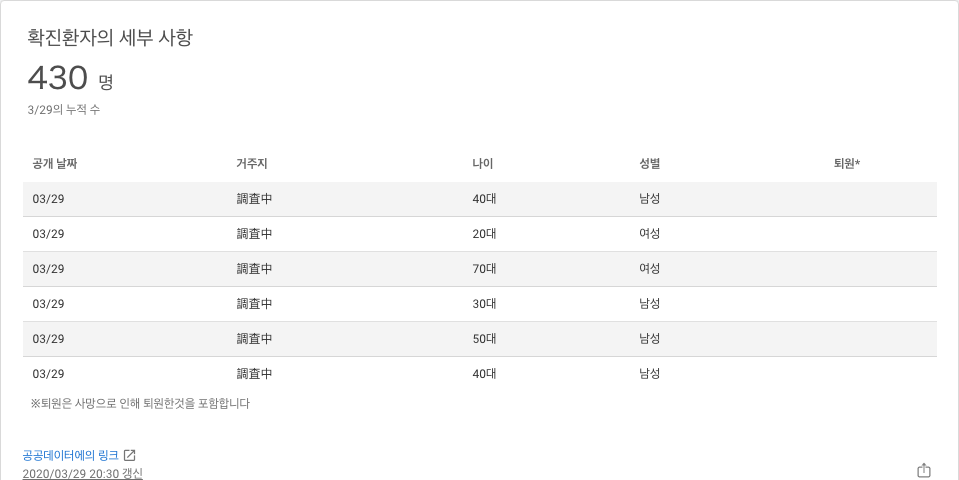 확진환자의 세부 사항
430 명
3/29의 누적 수
공개 날짜 거주지 나이 성별 퇴원*
03/29 調査中 40대 남성
03/29 調査中 20대 여성
03/29 調査中 70대 여성
03/29 調査中 30대 남성
03/29 調査中 50대 남성
03/29 調査中 40대 남성
※퇴원은 사망으로 인해 퇴원한것을 포함합니다
공공데이터에의 링크
2020/03/29 20:30 갱신